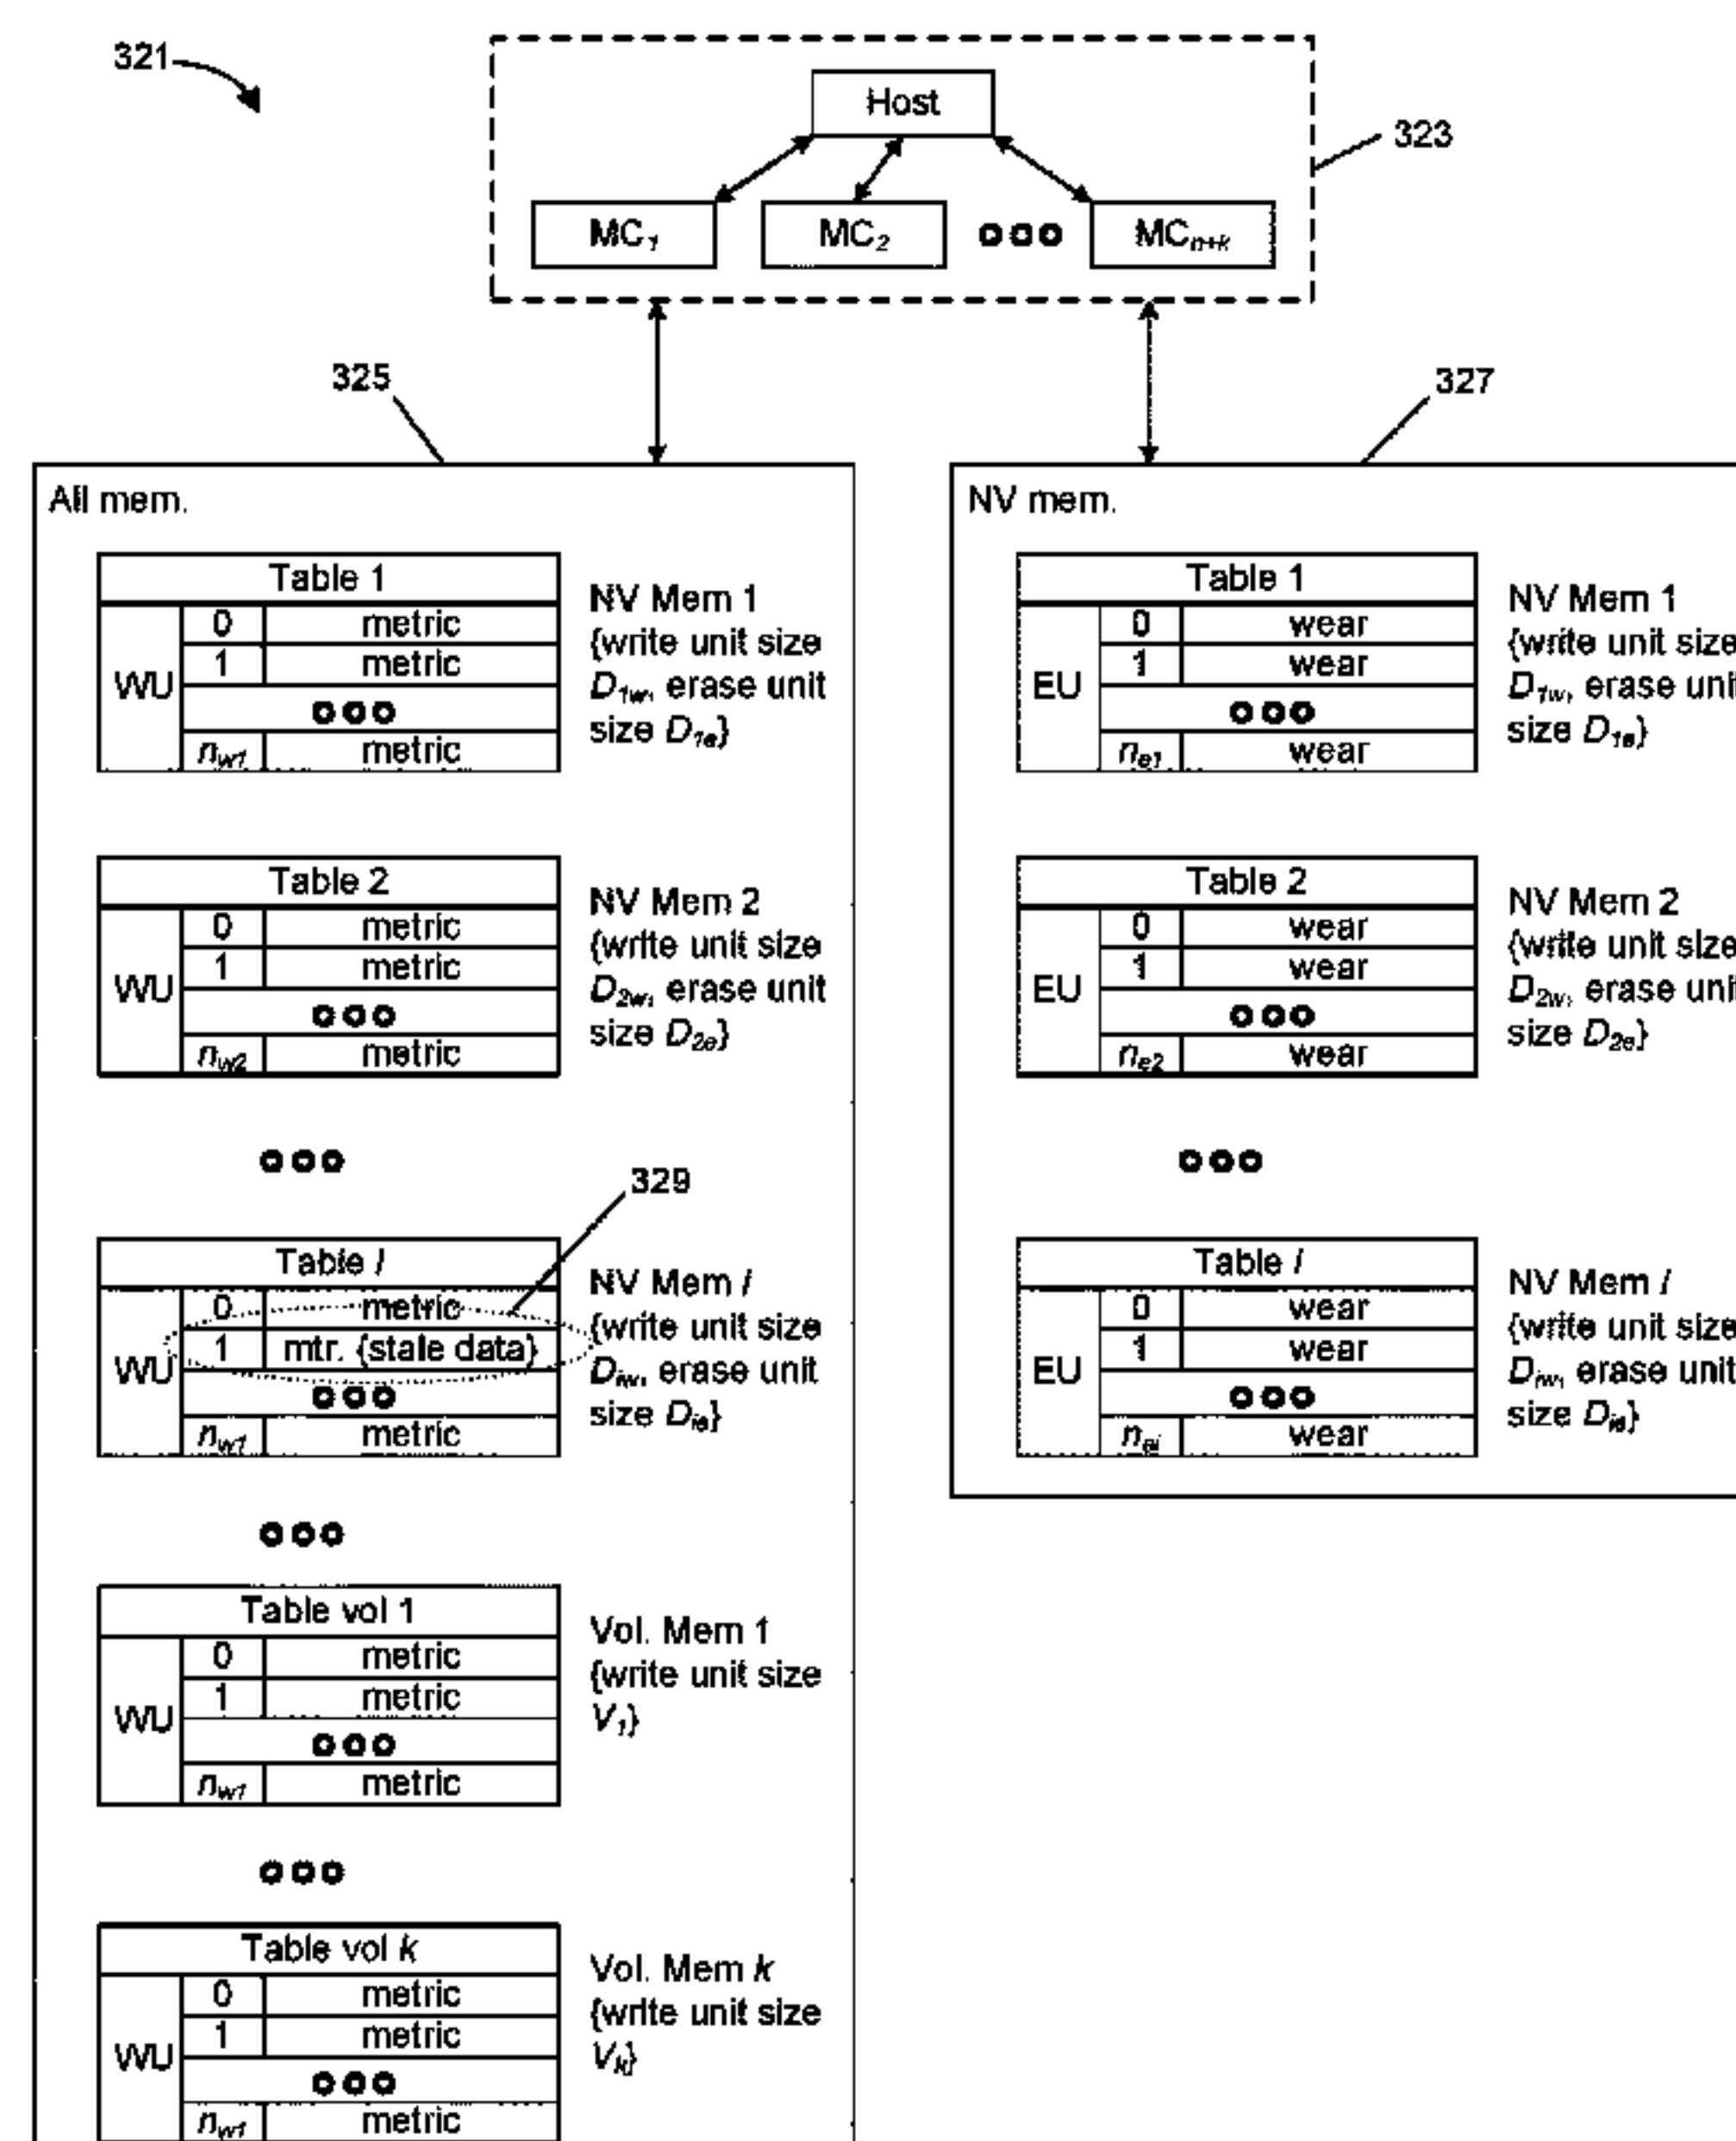 321
Host
323
MC1
MC2
MCn+k
325
327
All mem.
Table 1
WU
0 metric
1 metric
nw1 metric
NV Mem 1
{write unit size
D1w, erase unit
size D1e}
Table 2
WU
0 metric
1 metric
nw2 metric
NV Mem 2
{write unit size
D2w, erase unit
size D2e}
329
Table i
WU
0 metric
1 mtr. (stale data)
nw1 metric
NV Mem i
{write unit size
Diw, erase unit
size Die}
Table vol 1
WU
0 metric
1 metric
nw1 metric
Vol. Mem 1
{write unit size
V1}
Table vol k
WU
0 metric
1 metric
nw1 metric
Vol. Mem k
{write unit size
Vk}
NV mem.
Table 1
EU
0 wear
1 wear
ne1 wear
NV Mem 1
{write unit size
D1w, erase unit
size D1e}
Table 2
EU
0 wear
1 wear
ne2 wear
NV Mem 2
{write unit size
D2w, erase unit
size D2e}
Table i
EU
0 wear
1 wear
nei wear
NV Mem i
{write unit size
Diw, erase unit
size Die}